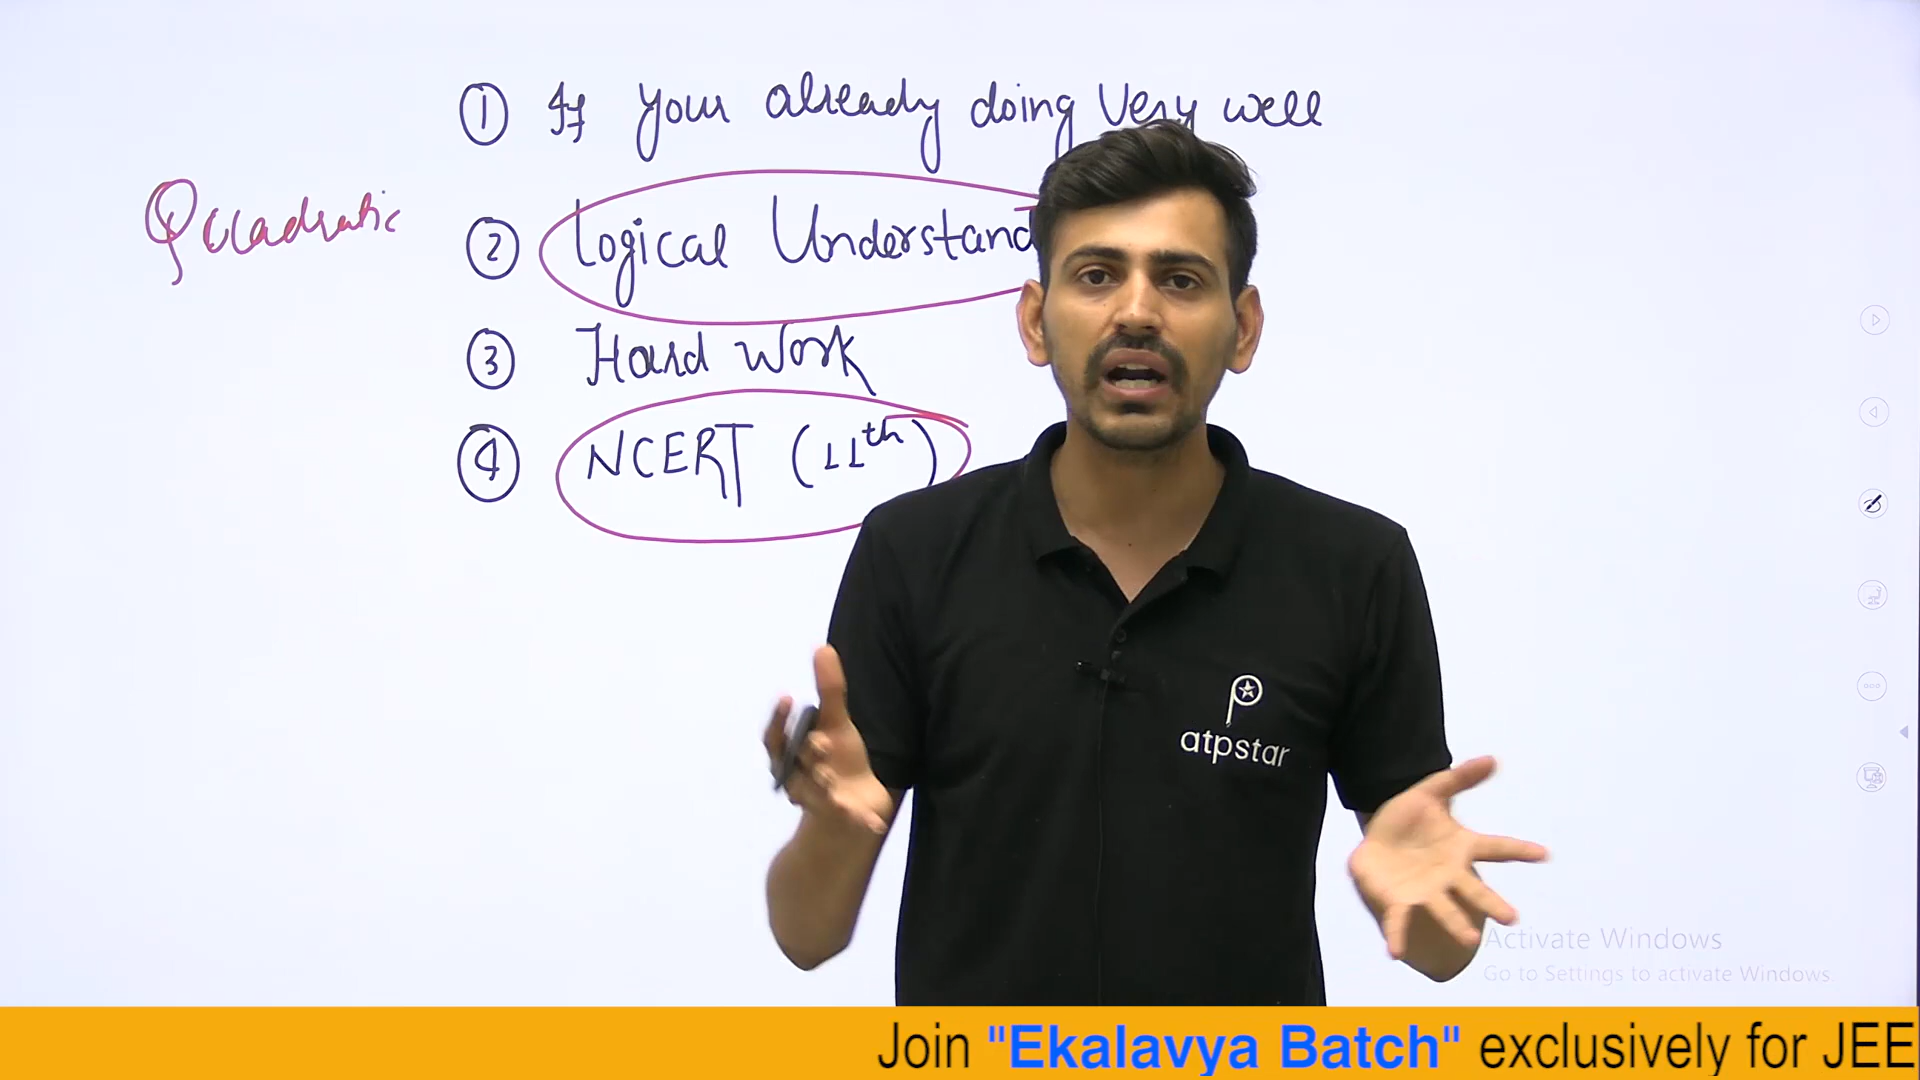 ① If your already doing Very well
Quadratic
② Logical Understand
③ Hard Work
④ NCERT (11th)
atpstar
Activate Windows
Go to Settings to activate Windows.
Join "Ekalavya Batch" exclusively for JEE